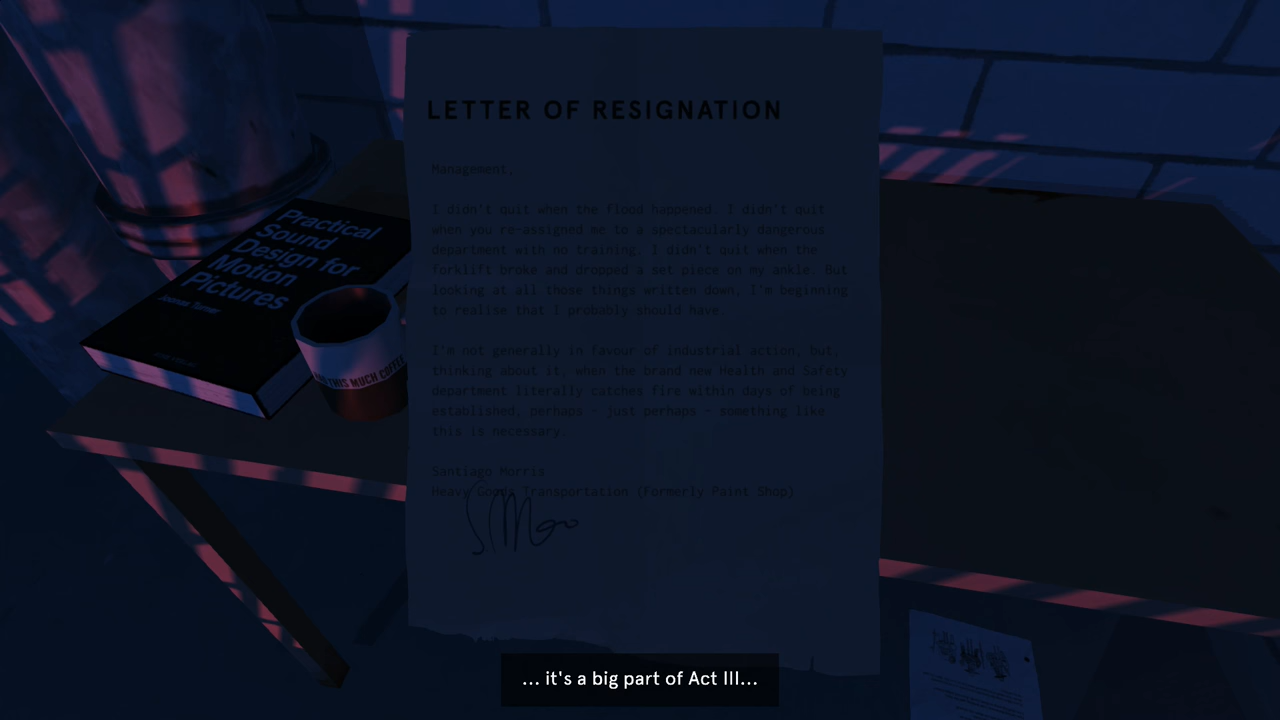 LETTER OF RESIGNATION
Management,
I didn't quit when the flood happened. I didn't quit
when you re-assigned me to a spectacularly dangerous
department with no training. I didn't quit when the
forklift broke and dropped a set piece on my ankle. But
looking at all those things written down, I'm beginning
to realise that I probably should have.
I'm not generally in favour of industrial action, but,
thinking about it, when the brand new Health and Safety
department literally catches fire within days of being
established, perhaps - just perhaps - something like
this is necessary.
Santiago Morris
Heavy Goods Transportation (Formerly Paint Shop)
Practical
Sound
Design for
Motion
Pictures
Joonas Turner
THIS MUCH COFFEE
... it's a big part of Act III...